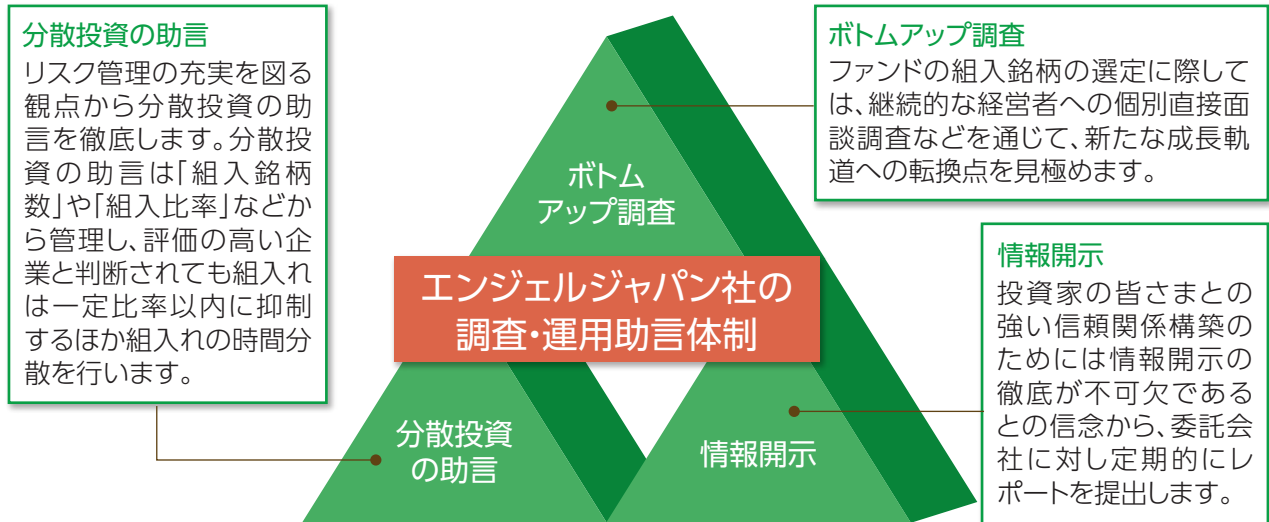 分散投資の助言
リスク管理の充実を図る
観点から分散投資の助
言を徹底します。分散投
資の助言は「組入銘柄
数」や「組入比率」などか
ら管理し、評価の高い企
業と判断されても組入れ
は一定比率以内に抑制
するほか組入れの時間分
散を行います。
ボトムアップ調査
ファンドの組入銘柄の選定に際して
は、継続的な経営者への個別直接面
談調査などを通じて、新たな成長軌
道への転換点を見極めます。
ボトム
アップ調査
エンジェルジャパン社の
調査・運用助言体制
分散投資
の助言
情報開示
情報開示
投資家の皆さまとの
強い信頼関係構築の
ためには情報開示の
徹底が不可欠である
との信念から、委託会
社に対し定期的にレ
ポートを提出します。